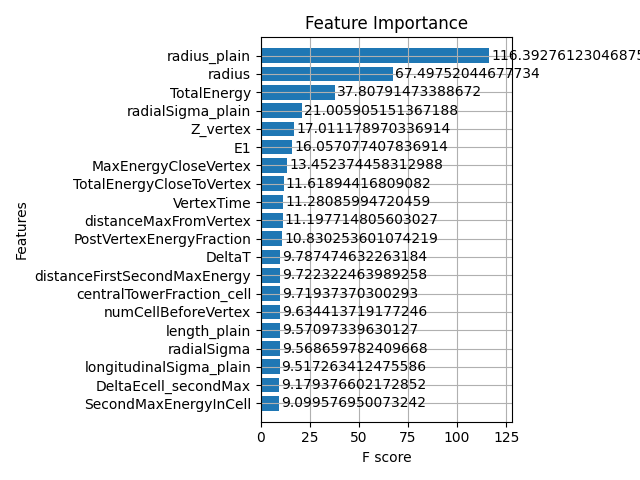 Feature Importance
radius_plain 116.39276123046875
radius 67.49752044677734
TotalEnergy 37.80791473388672
radialSigma_plain 21.005905151367188
Z_vertex 17.011178970336914
E1 16.057077407836914
MaxEnergyCloseVertex 13.452374458312988
TotalEnergyCloseToVertex 11.61894416809082
VertexTime 11.28085994720459
distanceMaxFromVertex 11.197714805603027
PostVertexEnergyFraction 10.830253601074219
DeltaT 9.787474632263184
distanceFirstSecondMaxEnergy 9.722322463989258
centralTowerFraction_cell 9.71937370300293
numCellBeforeVertex 9.634413719177246
length_plain 9.57097339630127
radialSigma 9.568659782409668
longitudinalSigma_plain 9.517263412475586
DeltaEcell_secondMax 9.179376602172852
SecondMaxEnergyInCell 9.099576950073242
0 25 50 75 100 125
F score
Features